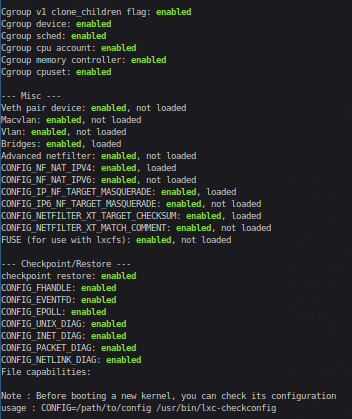 Cgroup v1 clone_children flag: enabled
Cgroup device: enabled
Cgroup sched: enabled
Cgroup cpu account: enabled
Cgroup memory controller: enabled
Cgroup cpuset: enabled
--- Misc ---
Veth pair device: enabled, not loaded
Macvlan: enabled, not loaded
Vlan: enabled, not loaded
Bridges: enabled, loaded
Advanced netfilter: enabled, not loaded
CONFIG_NF_NAT_IPV4: enabled, loaded
CONFIG_NF_NAT_IPV6: enabled, not loaded
CONFIG_IP_NF_TARGET_MASQUERADE: enabled, loaded
CONFIG_IP6_NF_TARGET_MASQUERADE: enabled, not loaded
CONFIG_NETFILTER_XT_TARGET_CHECKSUM: enabled, loaded
CONFIG_NETFILTER_XT_MATCH_COMMENT: enabled, not loaded
FUSE (for use with lxcfs): enabled, not loaded
--- Checkpoint/Restore ---
checkpoint restore: enabled
CONFIG_FHANDLE: enabled
CONFIG_EVENTFD: enabled
CONFIG_EPOLL: enabled
CONFIG_UNIX_DIAG: enabled
CONFIG_INET_DIAG: enabled
CONFIG_PACKET_DIAG: enabled
CONFIG_NETLINK_DIAG: enabled
File capabilities:
Note : Before booting a new kernel, you can check its configuration
usage : CONFIG=/path/to/config /usr/bin/lxc-checkconfig